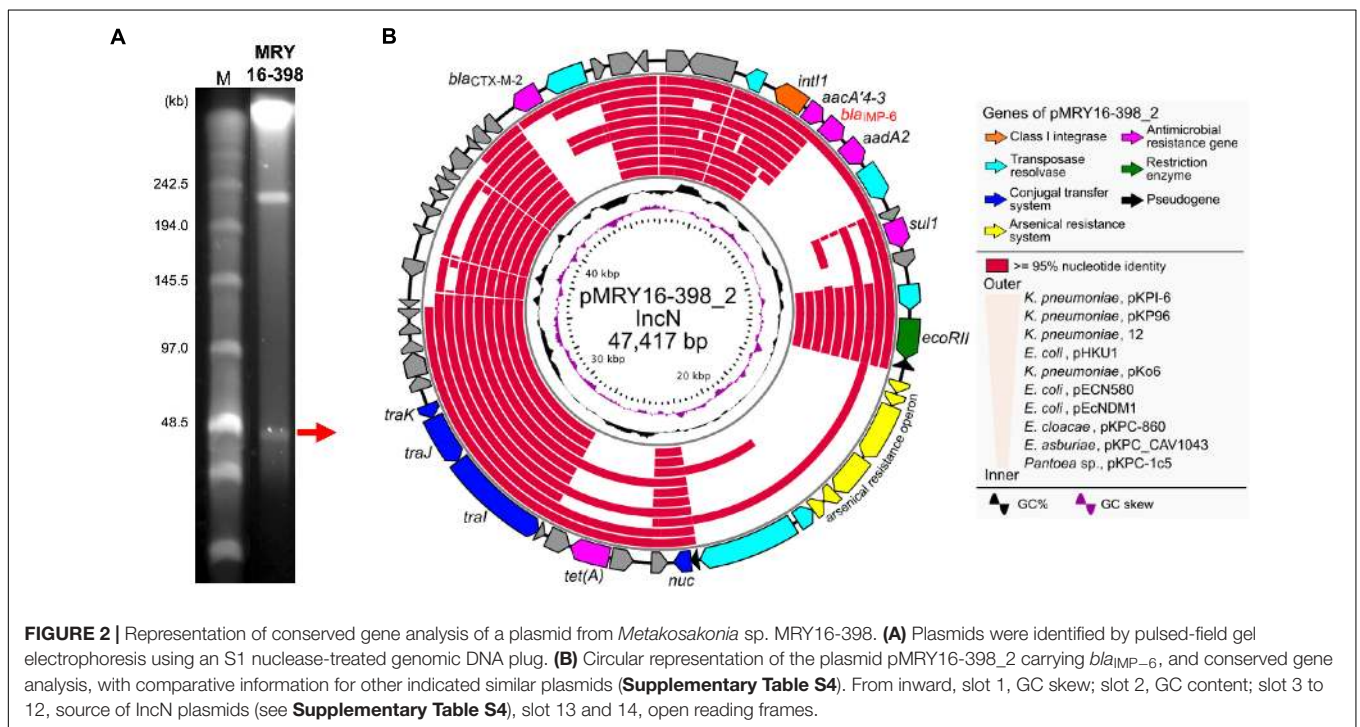 A
B
MRY
16-398
M
(kb)
242.5
194.0
145.5
97.0
48.5
blaCTX-M-2
intI1
aacA'4-3
blaIMP-6
aadA2
sul1
ecoRII
arsenical resistance operon
nuc
tet(A)
traI
traJ
traK
40 kbp
30 kbp
20 kbp
pMRY16-398_2
IncN
47,417 bp
Genes of pMRY16-398_2
Class I integrase
Antimicrobial resistance gene
Transposase resolvase
Restriction enzyme
Conjugal transfer system
Pseudogene
Arsenical resistance system
>= 95% nucleotide identity
Outer
K. pneumoniae, pKPI-6
K. pneumoniae, pKP96
K. pneumoniae, 12
E. coli, pHKU1
K. pneumoniae, pKo6
E. coli, pECN580
E. coli, pEcNDM1
E. cloacae, pKPC-860
E. asburiae, pKPC_CAV1043
Pantoea sp., pKPC-1c5
Inner
GC%
GC skew
FIGURE 2 | Representation of conserved gene analysis of a plasmid from Metakosakonia sp. MRY16-398. (A) Plasmids were identified by pulsed-field gel
electrophoresis using an S1 nuclease-treated genomic DNA plug. (B) Circular representation of the plasmid pMRY16-398_2 carrying blaIMP−6, and conserved gene
analysis, with comparative information for other indicated similar plasmids (Supplementary Table S4). From inward, slot 1, GC skew; slot 2, GC content; slot 3 to
12, source of IncN plasmids (see Supplementary Table S4), slot 13 and 14, open reading frames.